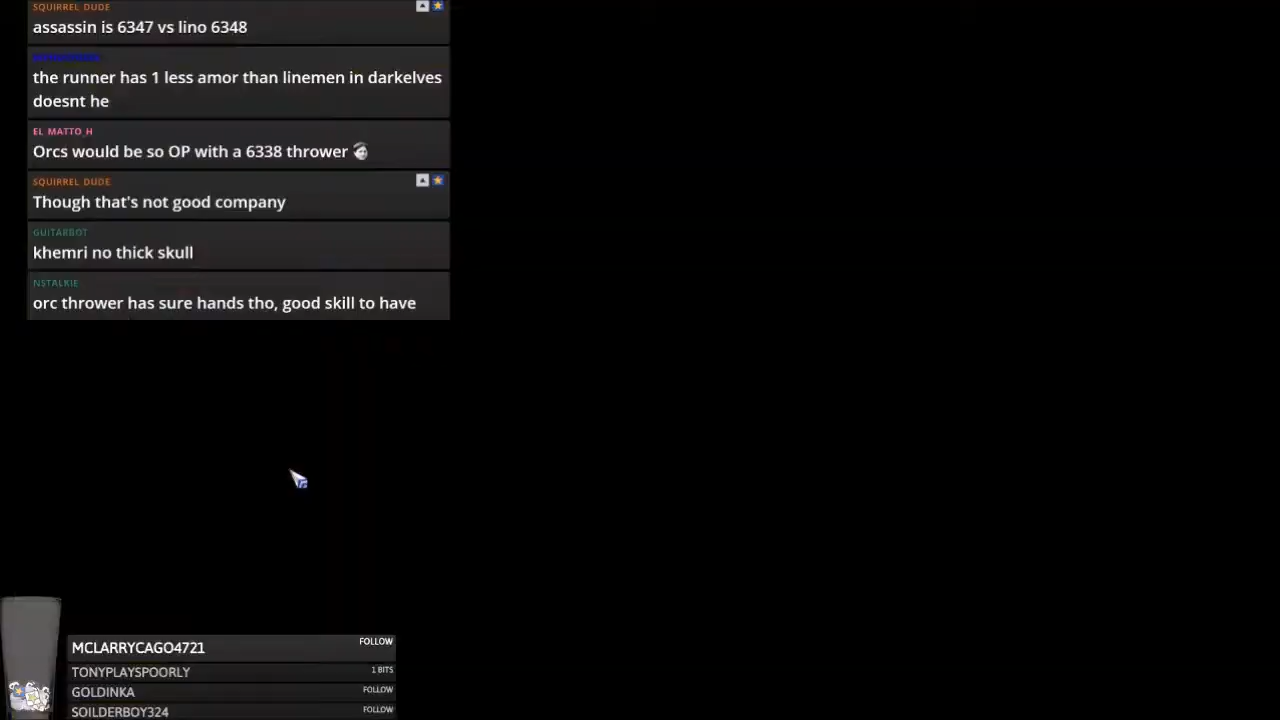 SQUIRREL DUDE
assassin is 6347 vs lino 6348
the runner has 1 less amor than linemen in darkelves
doesnt he
EL MATTO_H
Orcs would be so OP with a 6338 thrower
SQUIRREL DUDE
Though that's not good company
GUITARBOT
khemri no thick skull
NSTALKIE
orc thrower has sure hands tho, good skill to have
MCLARRYCAGO4721 FOLLOW
TONYPLAYSPOORLY 1 BITS
GOLDINKA FOLLOW
SOILDERBOY324 FOLLOW